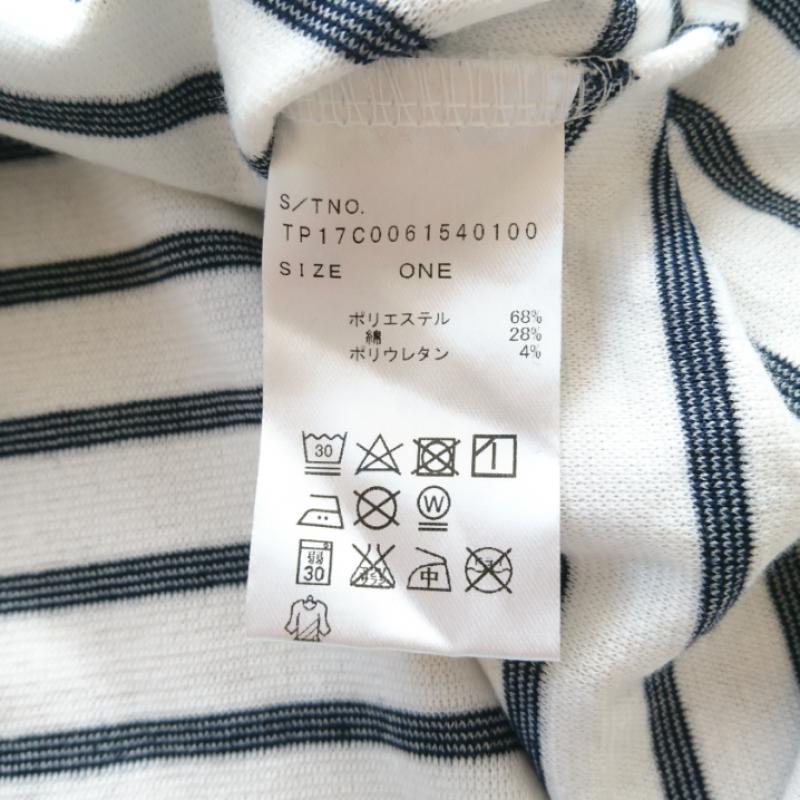 S/TNO.
TP17C0061540100
SIZE ONE
ポリエステル 68%
綿 28%
ポリウレタン 4%
30
W
30
中